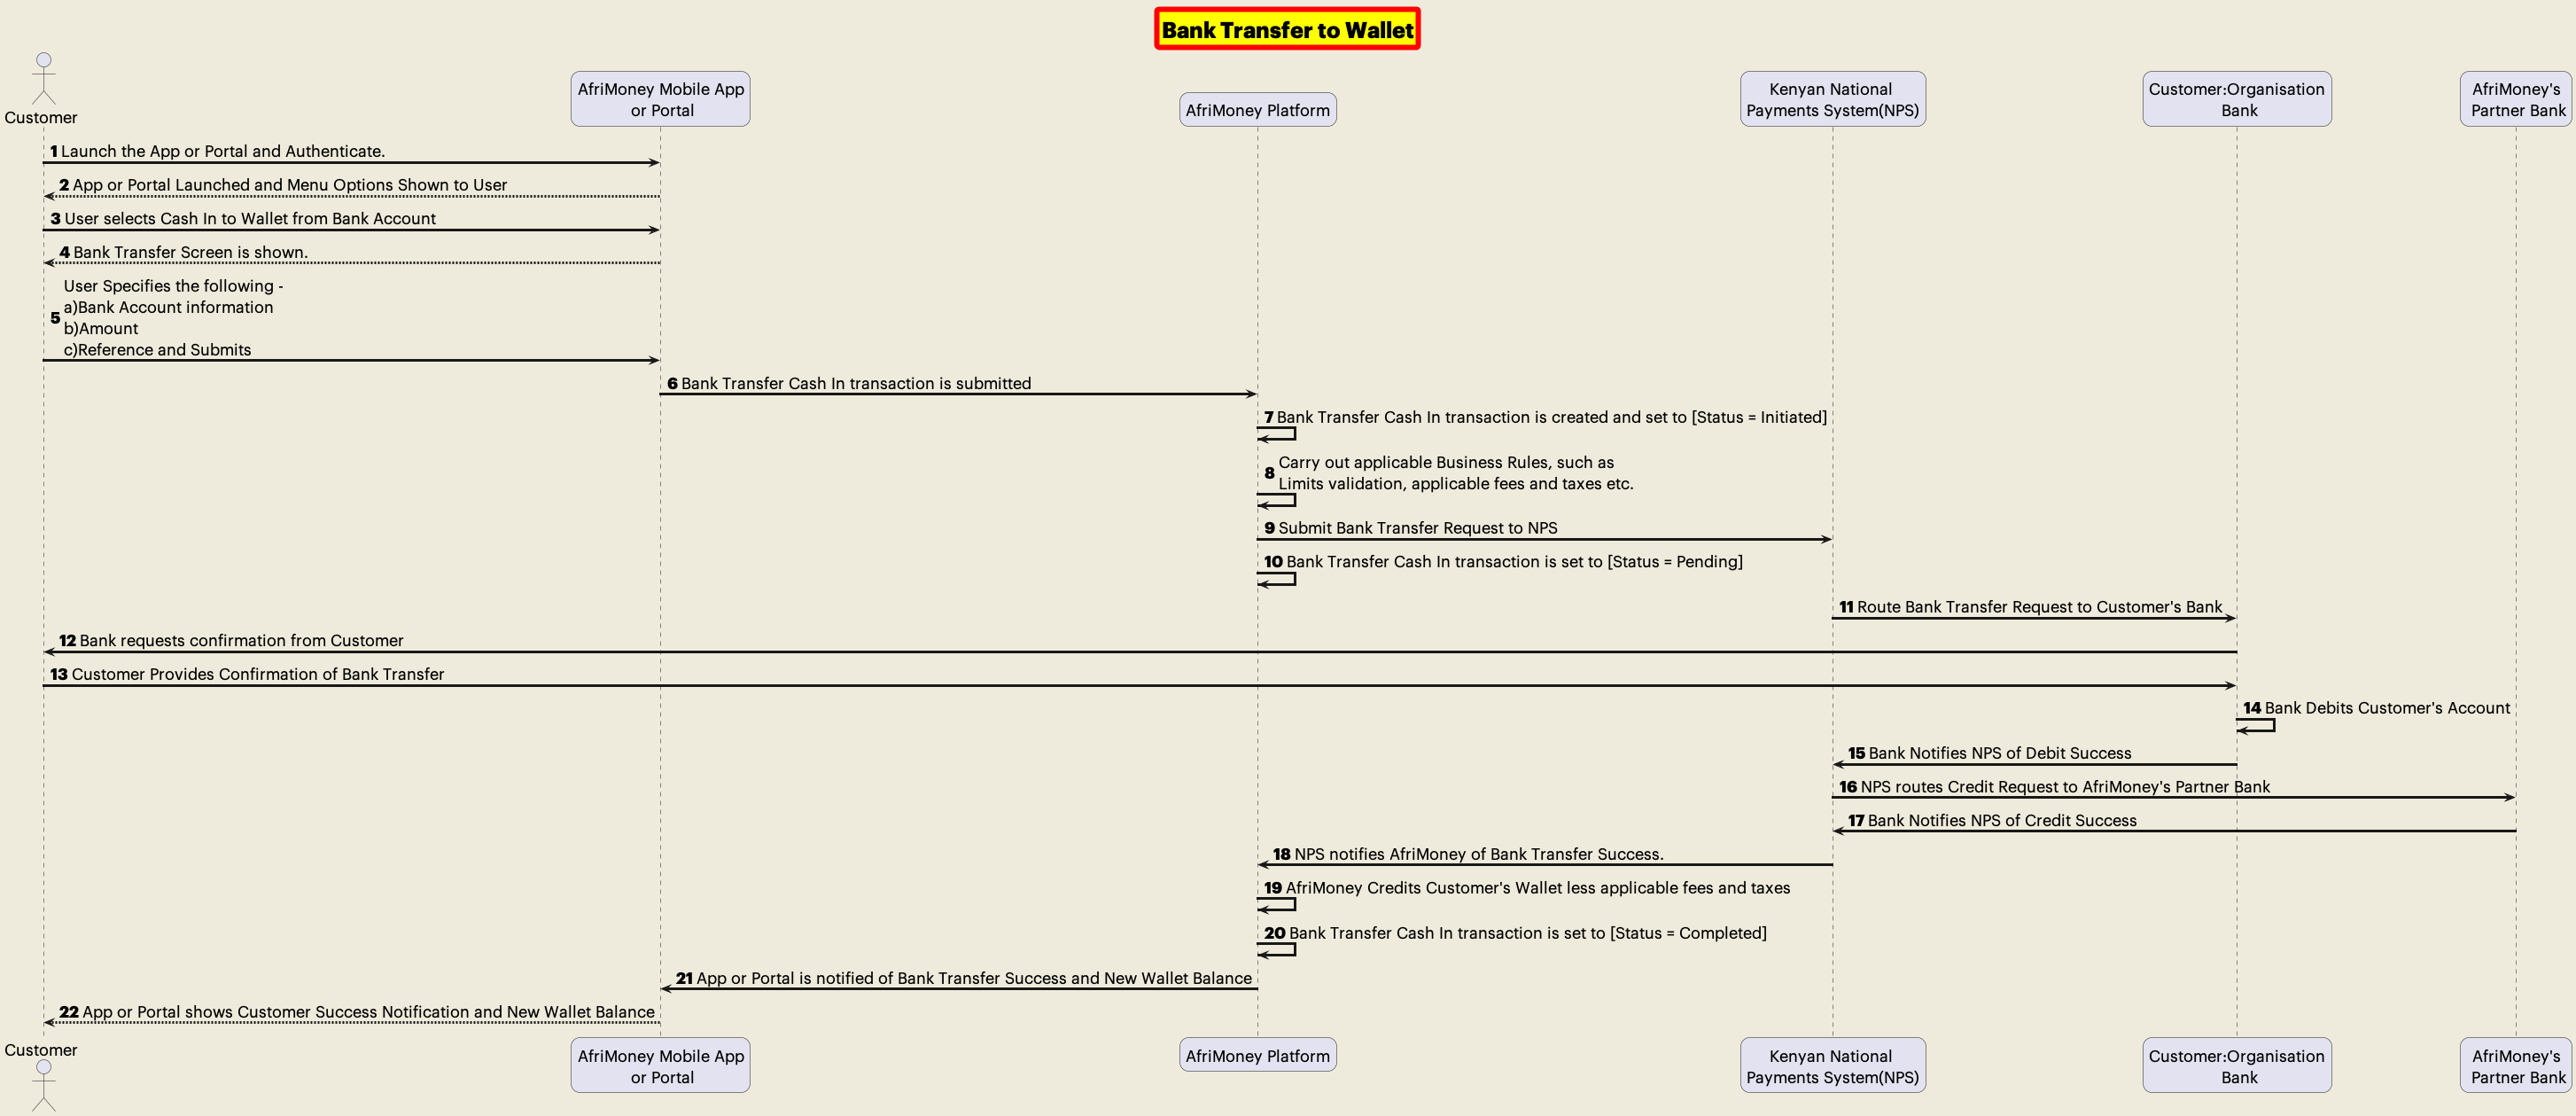 Bank Transfer to Wallet
Customer
AfriMoney Mobile App
or Portal
AfriMoney Platform
Kenyan National
Payments System(NPS)
Customer:Organisation
Bank
AfriMoney's
Partner Bank
1 Launch the App or Portal and Authenticate.
2 App or Portal Launched and Menu Options Shown to User
3 User selects Cash In to Wallet from Bank Account
4 Bank Transfer Screen is shown.
5 User Specifies the following -
a)Bank Account information
b)Amount
c)Reference and Submits
6 Bank Transfer Cash In transaction is submitted
7 Bank Transfer Cash In transaction is created and set to [Status = Initiated]
8 Carry out applicable Business Rules, such as
Limits validation, applicable fees and taxes etc.
9 Submit Bank Transfer Request to NPS
10 Bank Transfer Cash In transaction is set to [Status = Pending]
11 Route Bank Transfer Request to Customer's Bank
12 Bank requests confirmation from Customer
13 Customer Provides Confirmation of Bank Transfer
14 Bank Debits Customer's Account
15 Bank Notifies NPS of Debit Success
16 NPS routes Credit Request to AfriMoney's Partner Bank
17 Bank Notifies NPS of Credit Success
18 NPS notifies AfriMoney of Bank Transfer Success.
19 AfriMoney Credits Customer's Wallet less applicable fees and taxes
20 Bank Transfer Cash In transaction is set to [Status = Completed]
21 App or Portal is notified of Bank Transfer Success and New Wallet Balance
22 App or Portal shows Customer Success Notification and New Wallet Balance
Customer
AfriMoney Mobile App
or Portal
AfriMoney Platform
Kenyan National
Payments System(NPS)
Customer:Organisation
Bank
AfriMoney's
Partner Bank